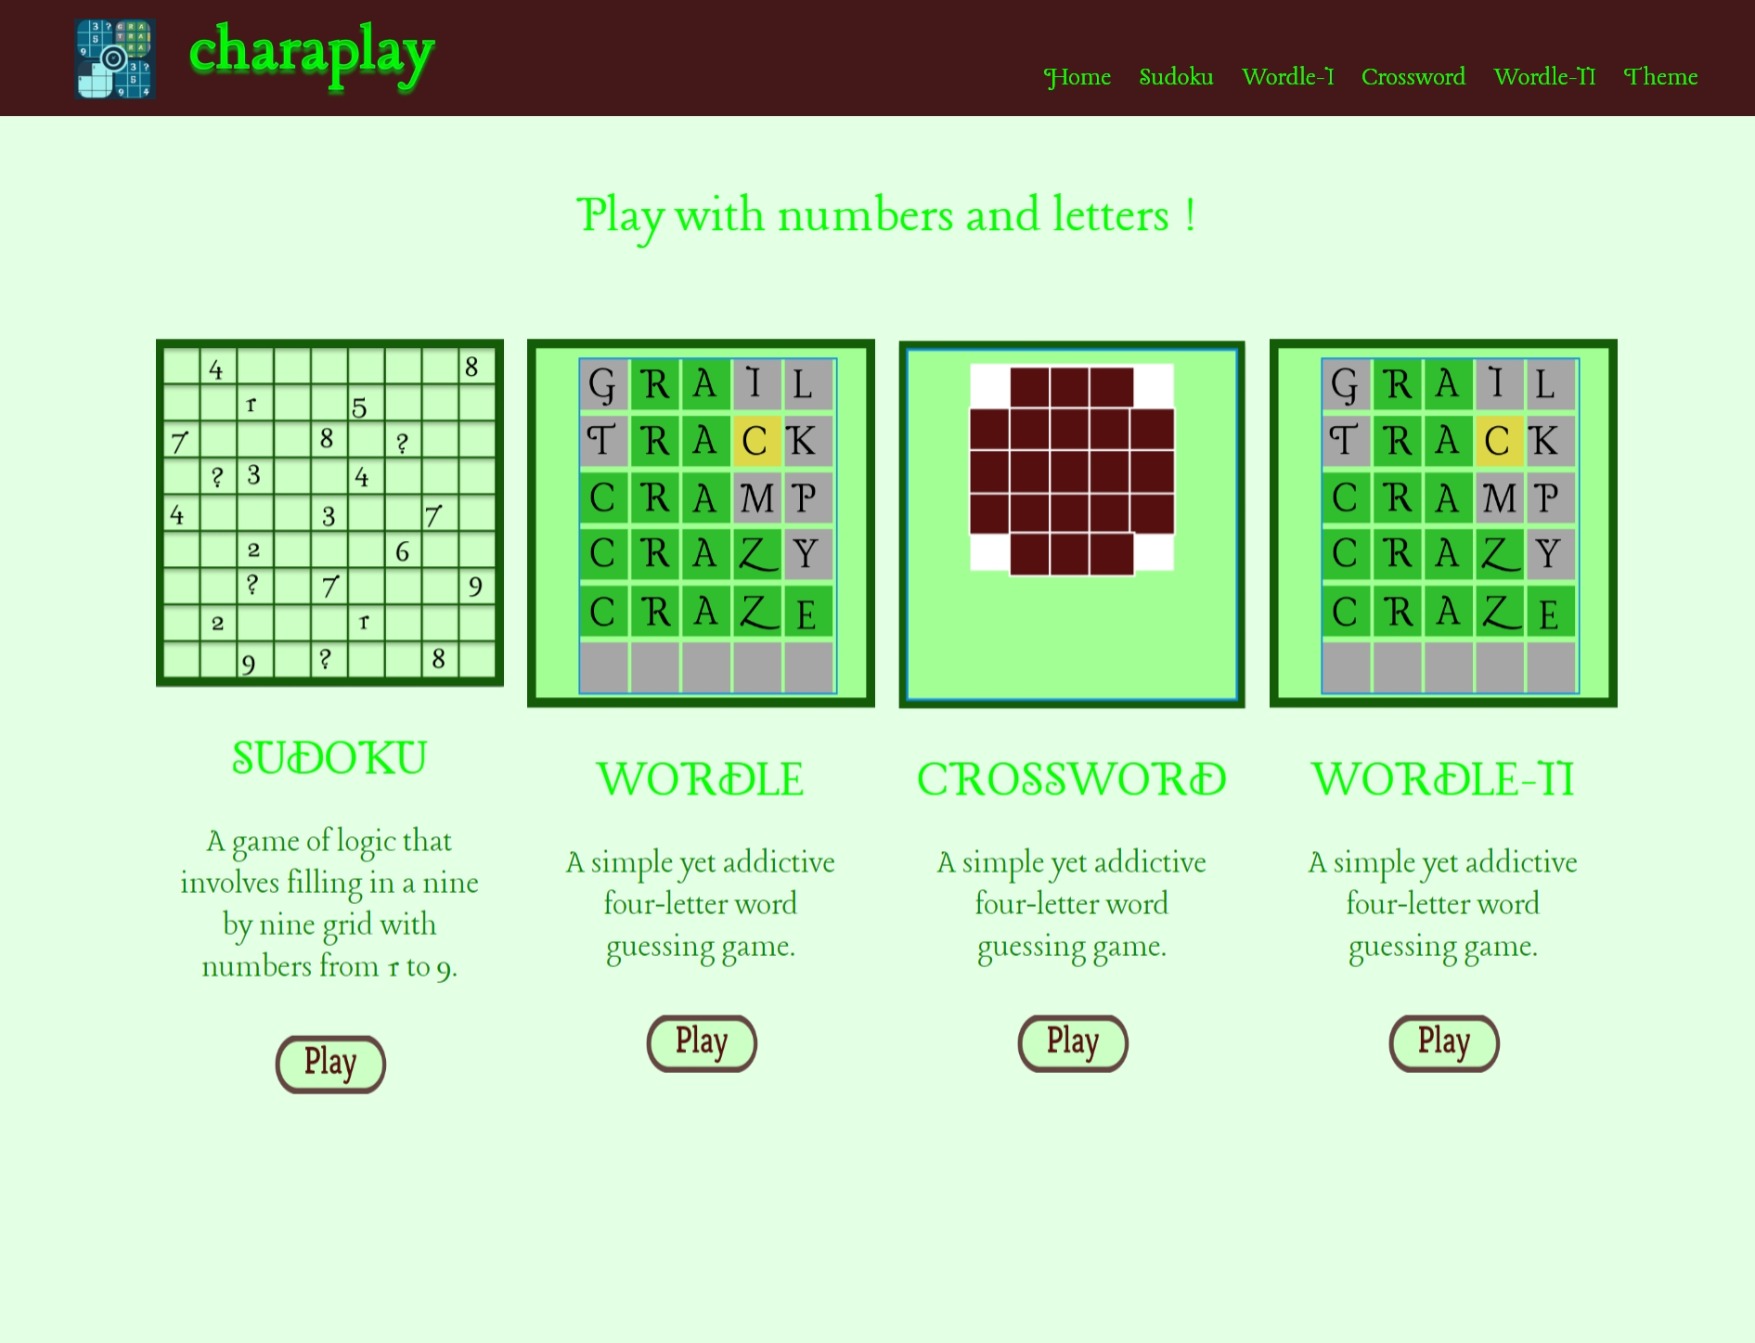 charaplay
Home Sudoku Wordle-I Crossword Wordle-II Theme
Play with numbers and letters !
4 8
1 5
7 8 ?
? 3 4
4 3 7
2 6
? 7 9
2 1
9 ? 8
G R A I L
T R A C K
C R A M P
C R A Z Y
C R A Z E
G R A I L
T R A C K
C R A M P
C R A Z Y
C R A Z E
SUDOKU
A game of logic that
involves filling in a nine
by nine grid with
numbers from 1 to 9.
Play
WORDLE
A simple yet addictive
four-letter word
guessing game.
Play
CROSSWORD
A simple yet addictive
four-letter word
guessing game.
Play
WORDLE-II
A simple yet addictive
four-letter word
guessing game.
Play